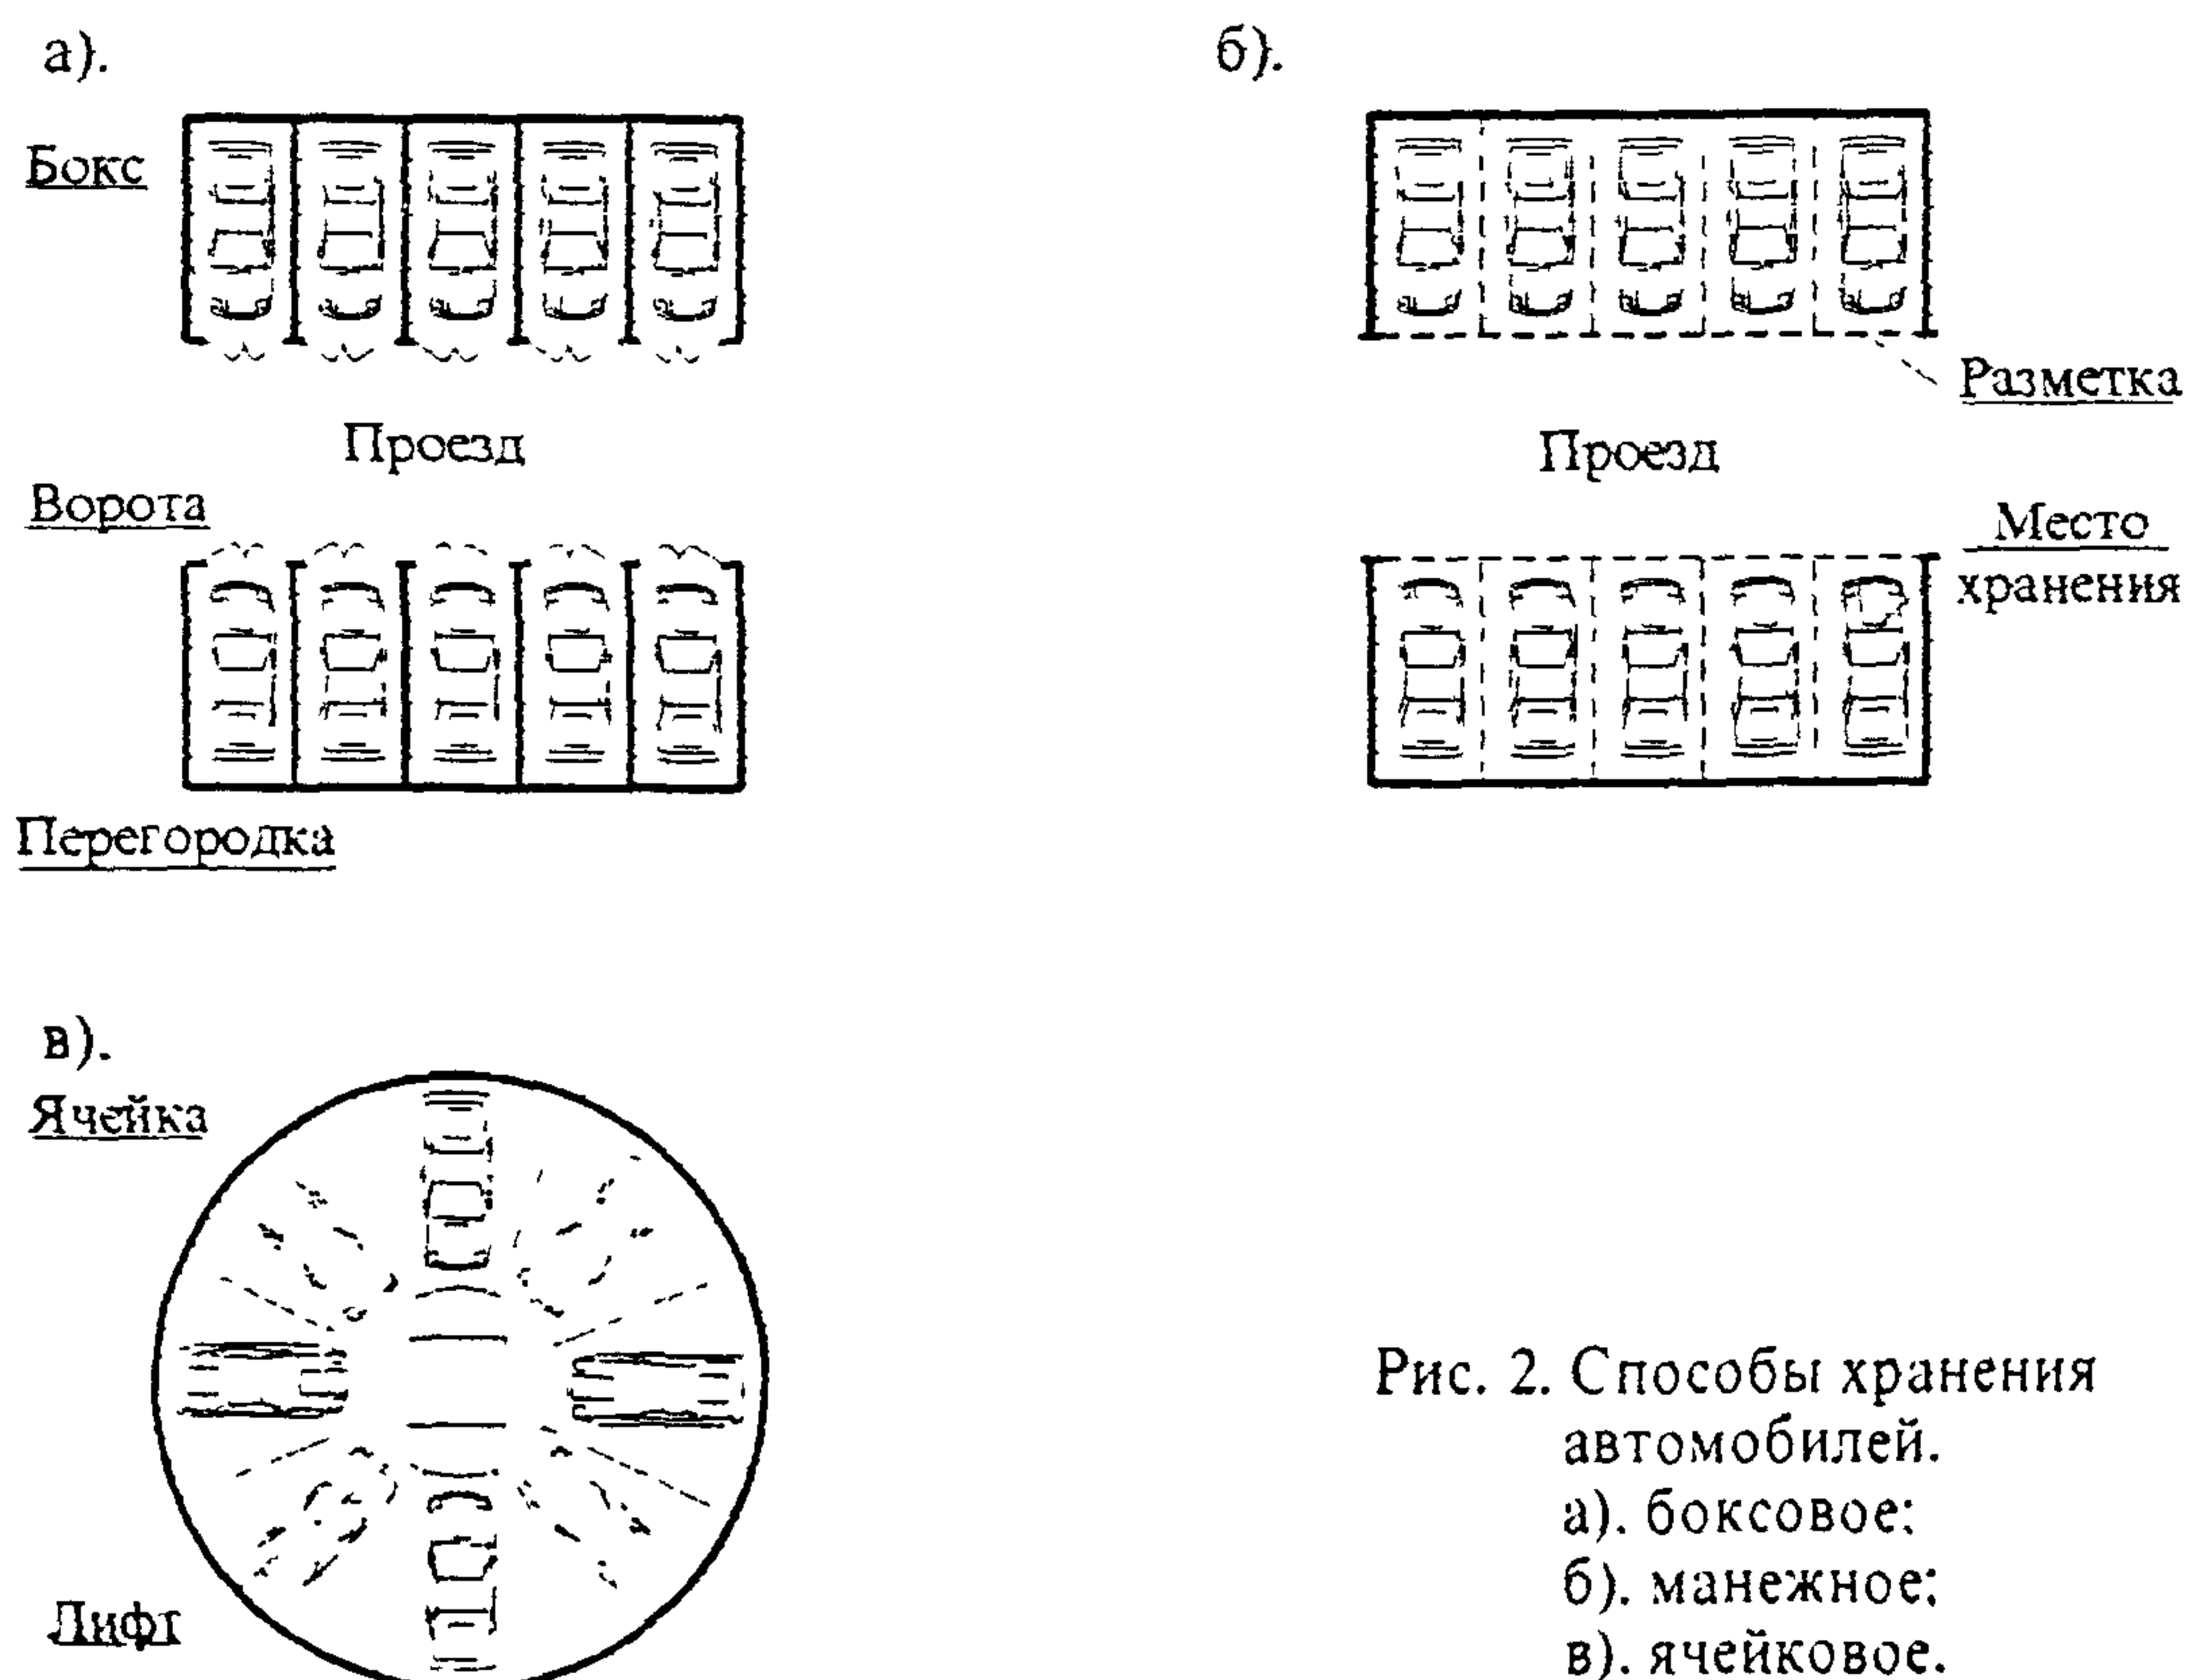 а).
Бокс
Проезд
Ворота
Перегородка
б).
Разметка
Проезд
Место
хранения
в).
Ячейка
Лифт
Рис. 2. Способы хранения
автомобилей.
а). боксовое;
б). манежное;
в). ячейковое.